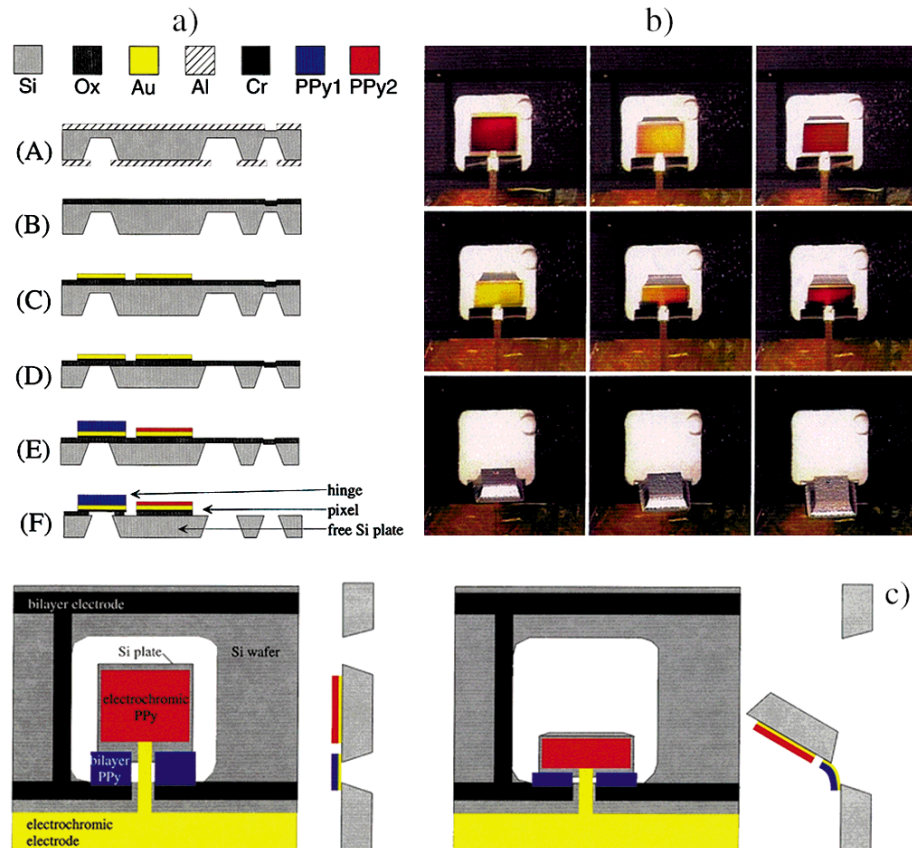 a)
Si Ox Au Al Cr PPy1 PPy2
(A)
(B)
(C)
(D)
(E)
(F)
hinge
pixel
free Si plate
b)
bilayer electrode
Si plate
Si wafer
electrochromic
PPy
bilayer
PPy
electrochromic
electrode
c)